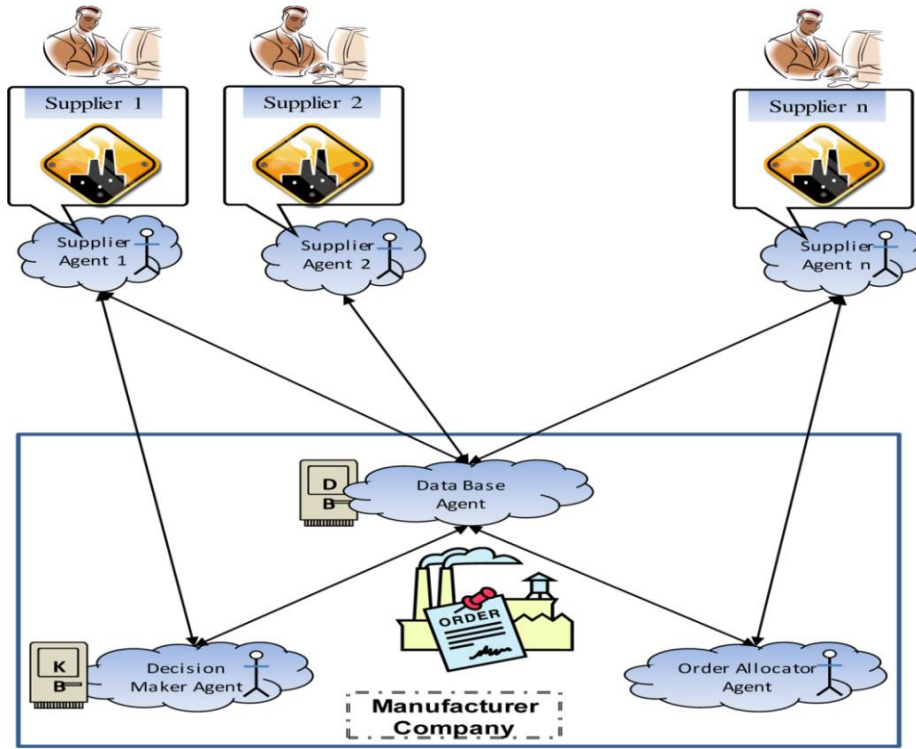 Supplier 1
Supplier 2
Supplier n
Supplier
Agent 1
Supplier
Agent 2
Supplier
Agent n
D
B
Data Base
Agent
ORDER
K
B
Decision
Maker Agent
Order Allocator
Agent
Manufacturer
Company